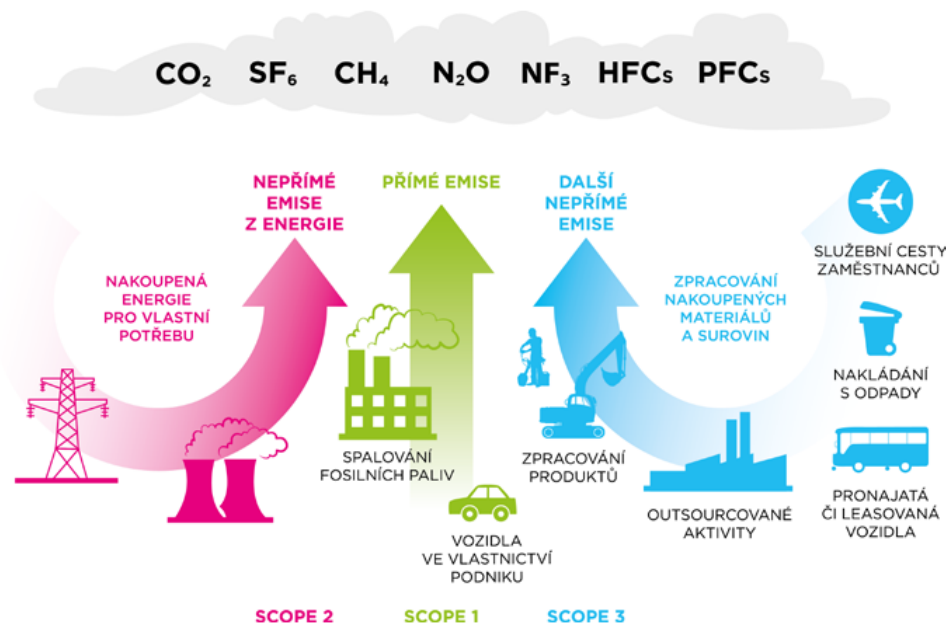 CO₂ SF₆ CH₄ N₂O NF₃ HFCs PFCs
NEPŘÍMÉ
EMISE
Z ENERGIE
PŘÍMÉ EMISE
DALŠÍ
NEPŘÍMÉ
EMISE
NAKOUPENÁ
ENERGIE
PRO VLASTNÍ
POTŘEBU
ZPRACOVÁNÍ
NAKOUPENÝCH
MATERIÁLŮ
A SUROVIN
SLUŽEBNÍ CESTY
ZAMĚSTNANCŮ
NAKLÁDÁNÍ
S ODPADY
SPALOVÁNÍ
FOSILNÍCH PALIV
ZPRACOVÁNÍ
PRODUKTŮ
OUTSOURCOVANÉ
AKTIVITY
PRONAJATÁ
ČI LEASOVANÁ
VOZIDLA
VOZIDLA
VE VLASTNICTVÍ
PODNIKU
SCOPE 2
SCOPE 1
SCOPE 3